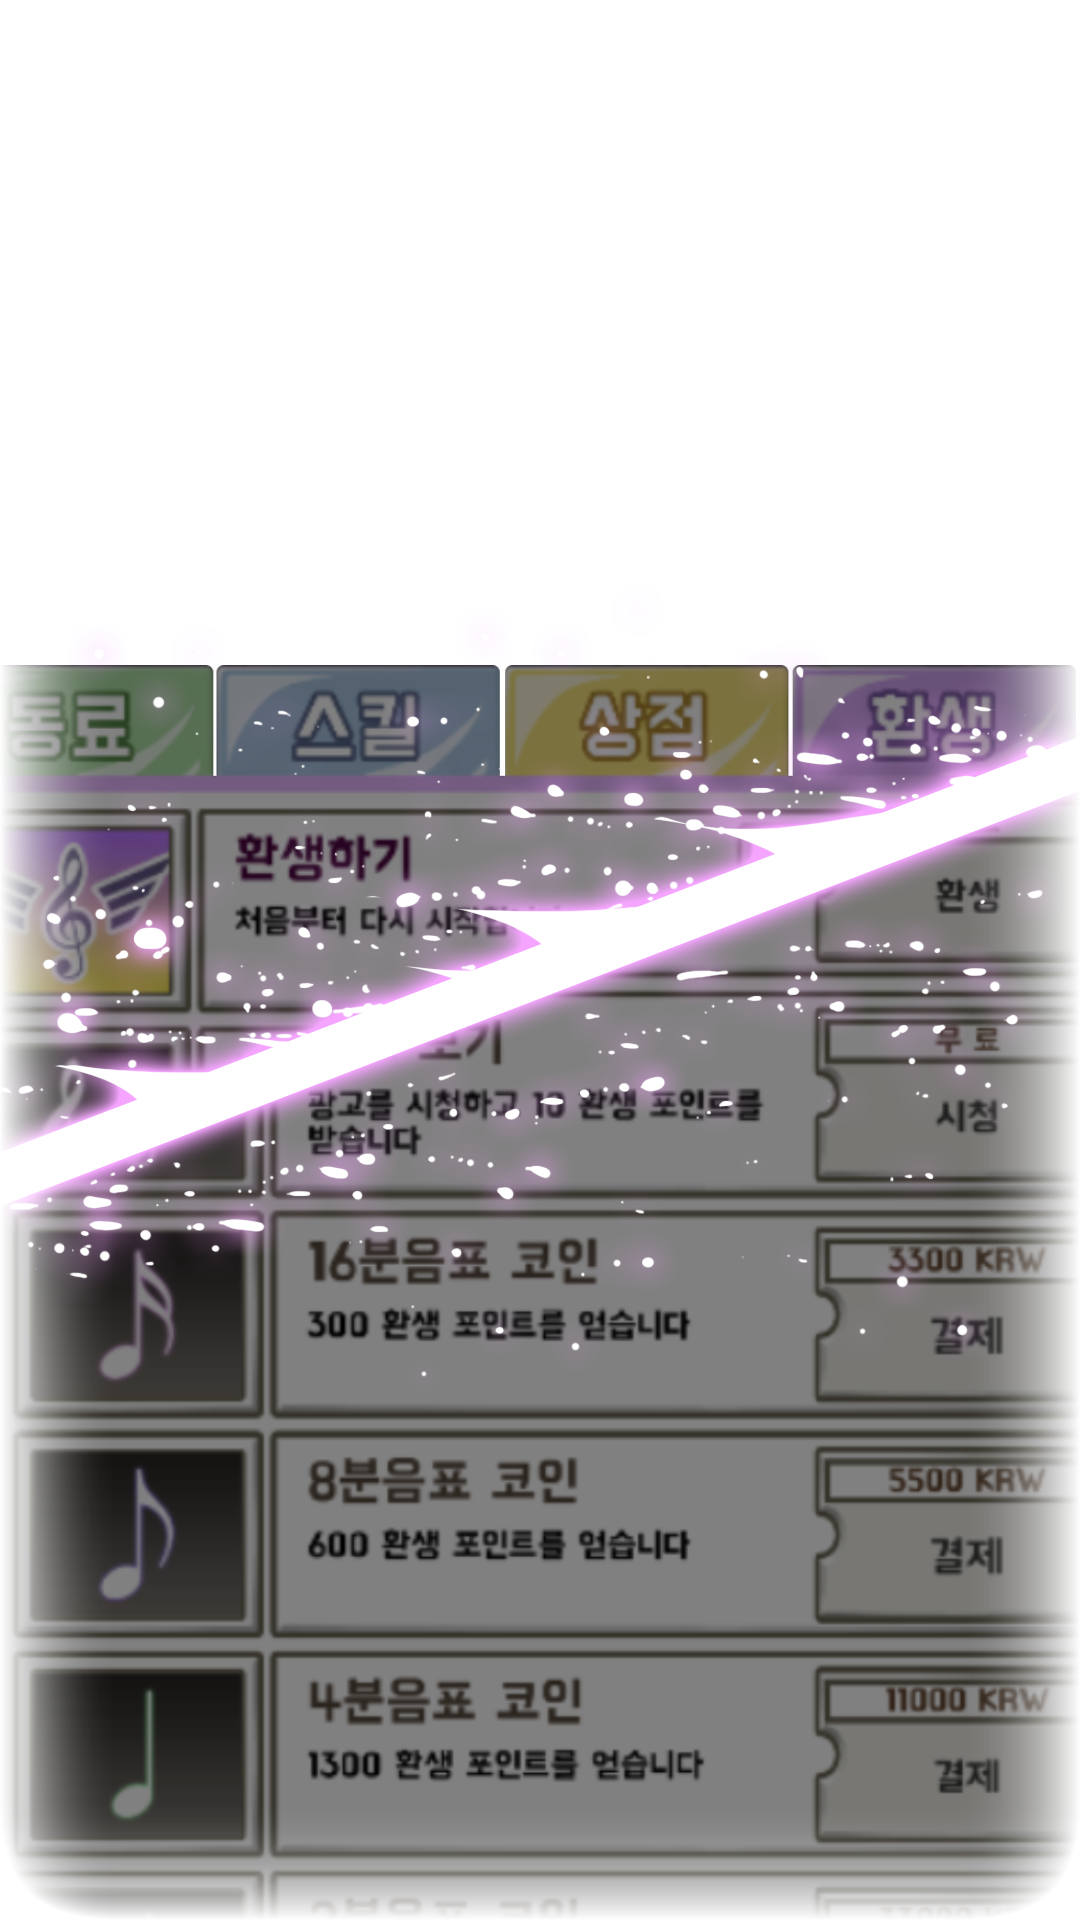 동료 스킬 상점 환생
환생하기
처음부터 다시
환생
보기
무료
광고를 시청하고 10 환생 포인트를
받습니다
시청
16분음표 코인
3300 KRW
300 환생 포인트를 얻습니다
결제
8분음표 코인
5500 KRW
600 환생 포인트를 얻습니다
결제
4분음표 코인
11000 KRW
1300 환생 포인트를 얻습니다
결제